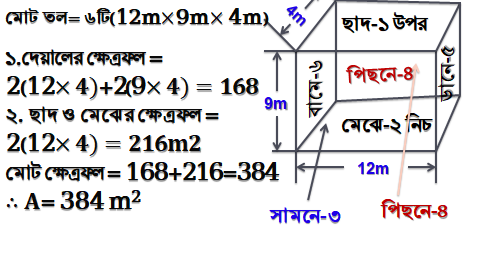 মোট তল= ৬টি(12m×9m× 4m)
১.দেয়ালের ক্ষেত্রফল =
2(12× 4)+2(9× 4) = 168
২. ছাদ ও মেঝের ক্ষেত্রফল =
2(12× 4) = 216m2
মোট ক্ষেত্রফল= 168+216=384
∴ A= 384 m²
4m
ছাদ-১ উপর
বামে-৬
পিছনে-4
ডানে-৫
9m
মেঝে-২ নিচ
12m
সামনে-৩
পিছনে-4